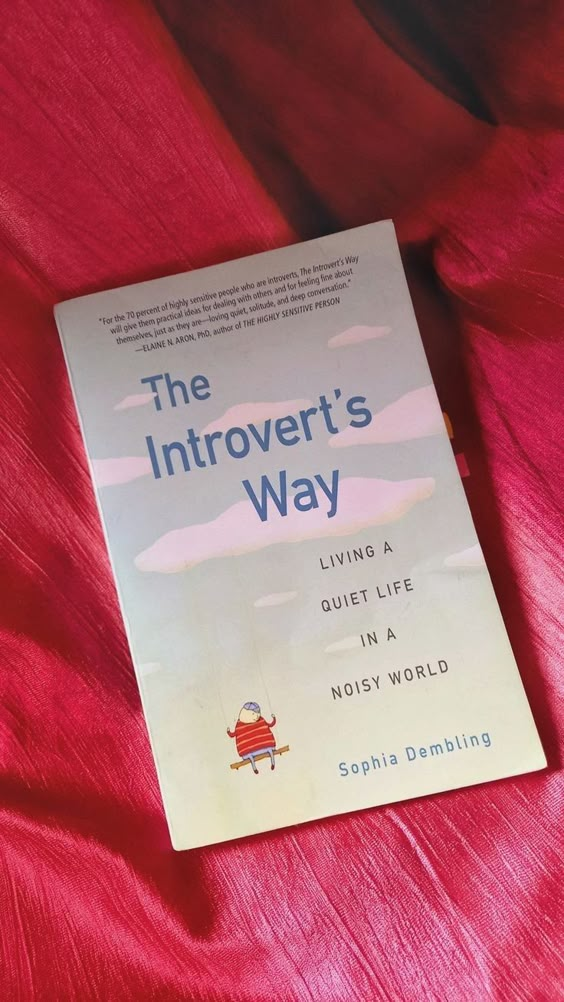 "For the 70 percent of highly sensitive people who are introverts, The Introvert's Way
will give them practical ideas for dealing with others and for feeling fine about
themselves, just as they are—loving quiet, solitude, and deep conversation."
—ELAINE N. ARON, PhD, author of THE HIGHLY SENSITIVE PERSON
The
Introvert's
Way
LIVING A
QUIET LIFE
IN A
NOISY WORLD
Sophia Dembling